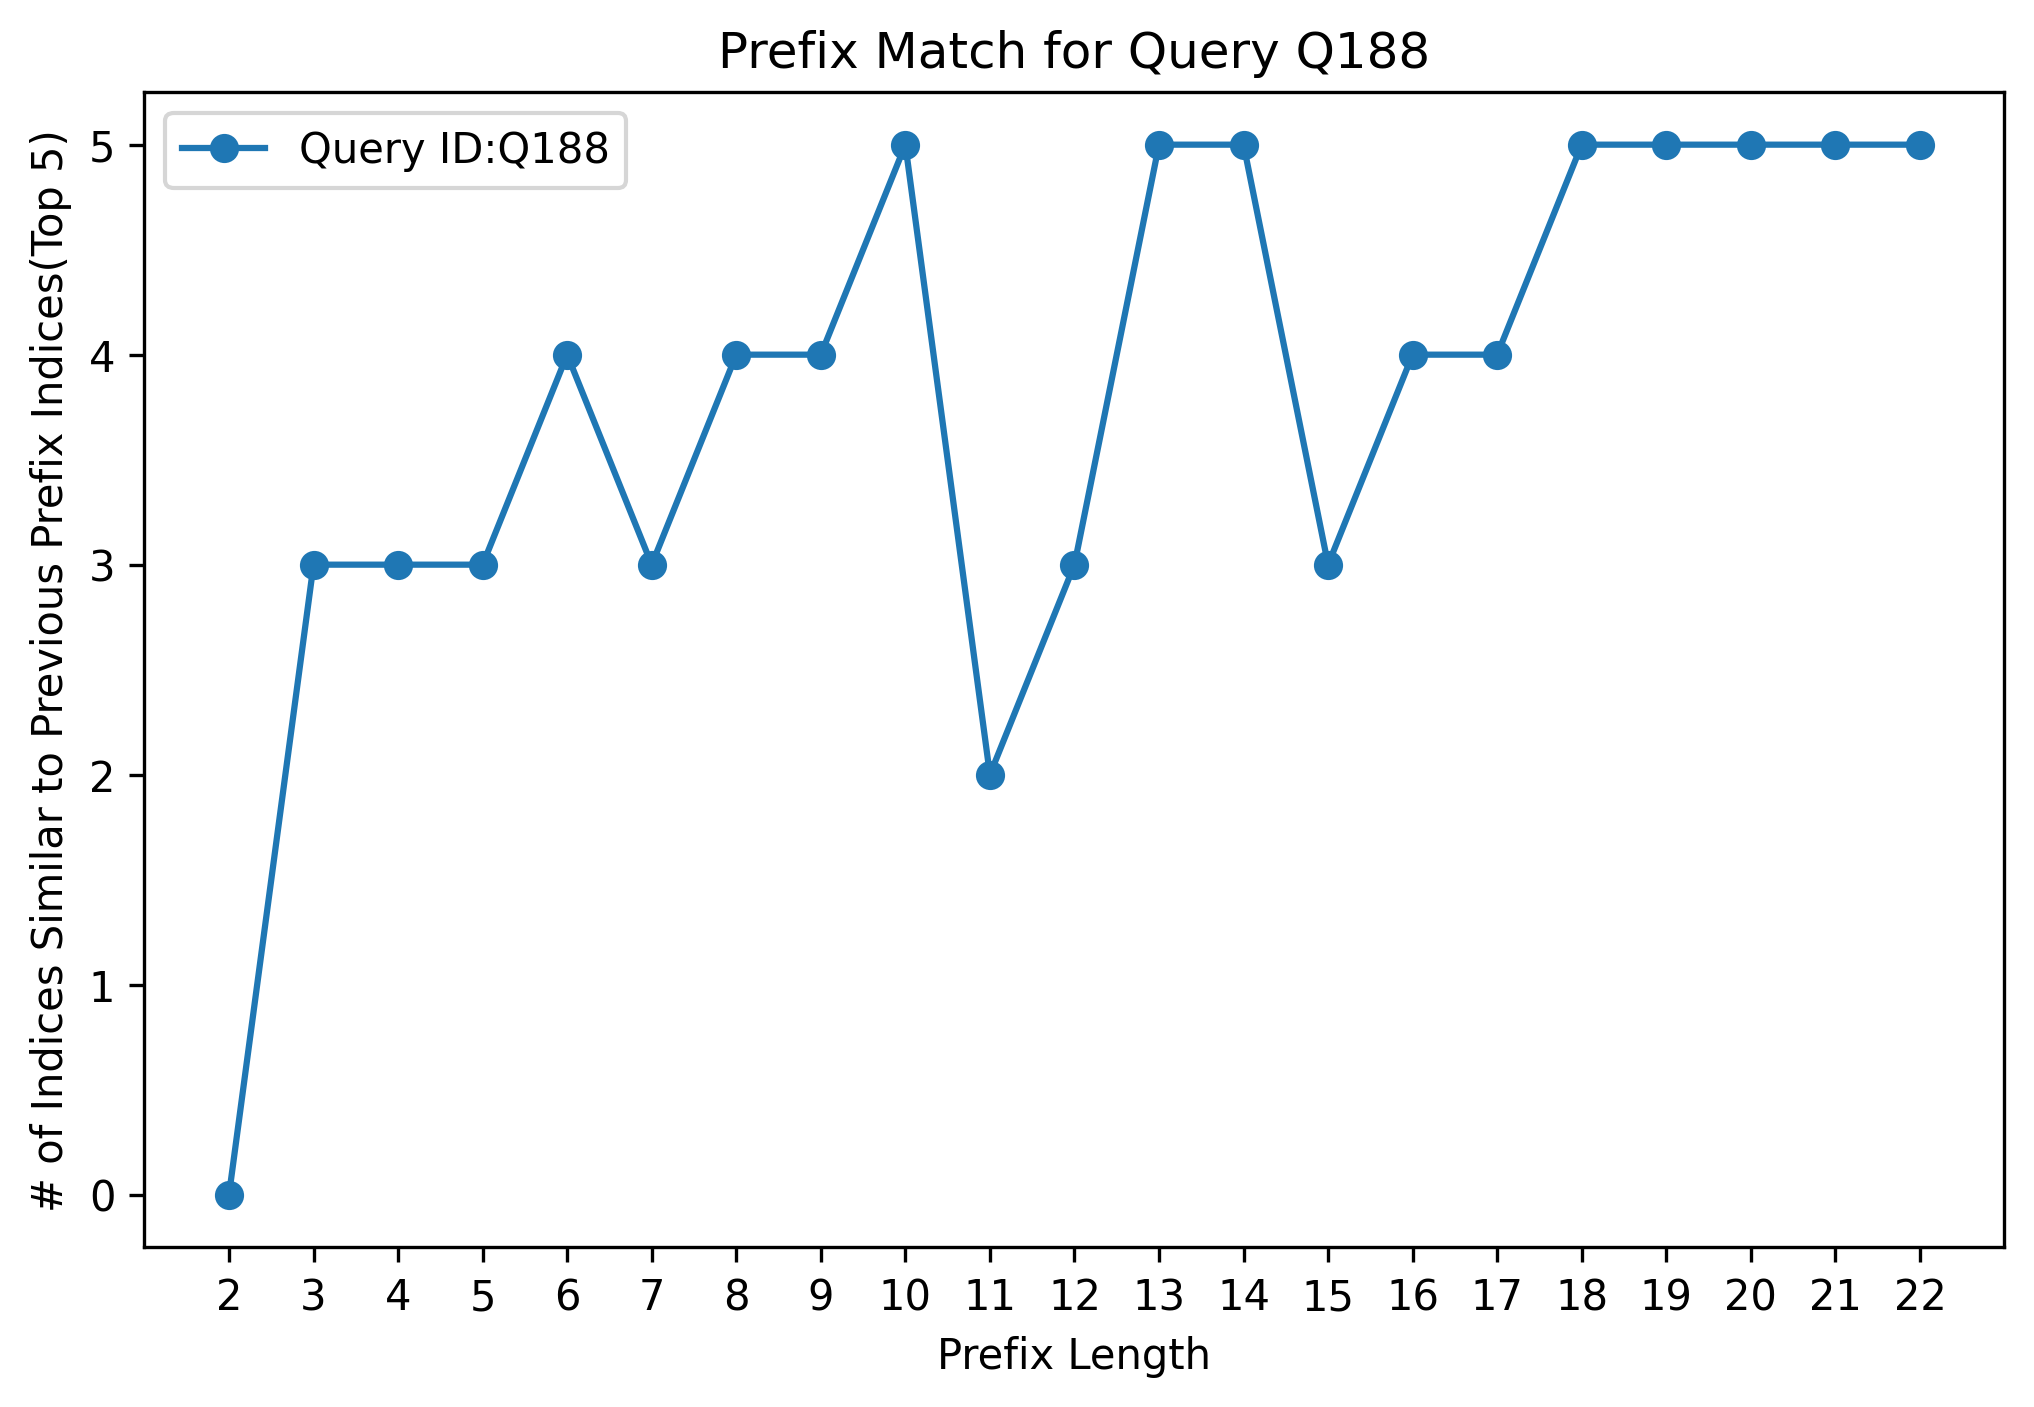 Prefix Match for Query Q188
Query ID:Q188
# of Indices Similar to Previous Prefix Indices(Top 5)
5
4
3
2
1
0
2 3 4 5 6 7 8 9 10 11 12 13 14 15 16 17 18 19 20 21 22
Prefix Length